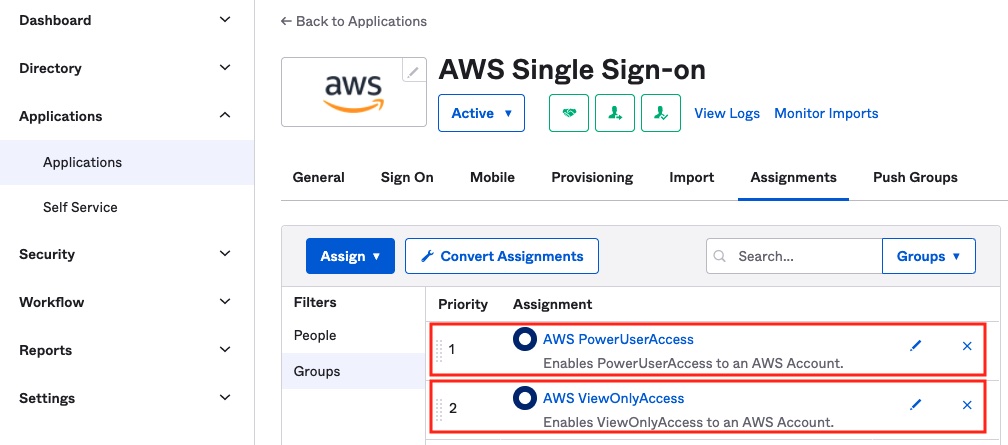 Dashboard
Directory
Applications
Applications
Self Service
Security
Workflow
Reports
Settings
← Back to Applications
aws
AWS Single Sign-on
Active ▼
View Logs
Monitor Imports
General
Sign On
Mobile
Provisioning
Import
Assignments
Push Groups
Assign ▼
Convert Assignments
Search...
Groups ▼
Filters
People
Groups
Priority
Assignment
1
AWS PowerUserAccess
Enables PowerUserAccess to an AWS Account.
2
AWS ViewOnlyAccess
Enables ViewOnlyAccess to an AWS Account.